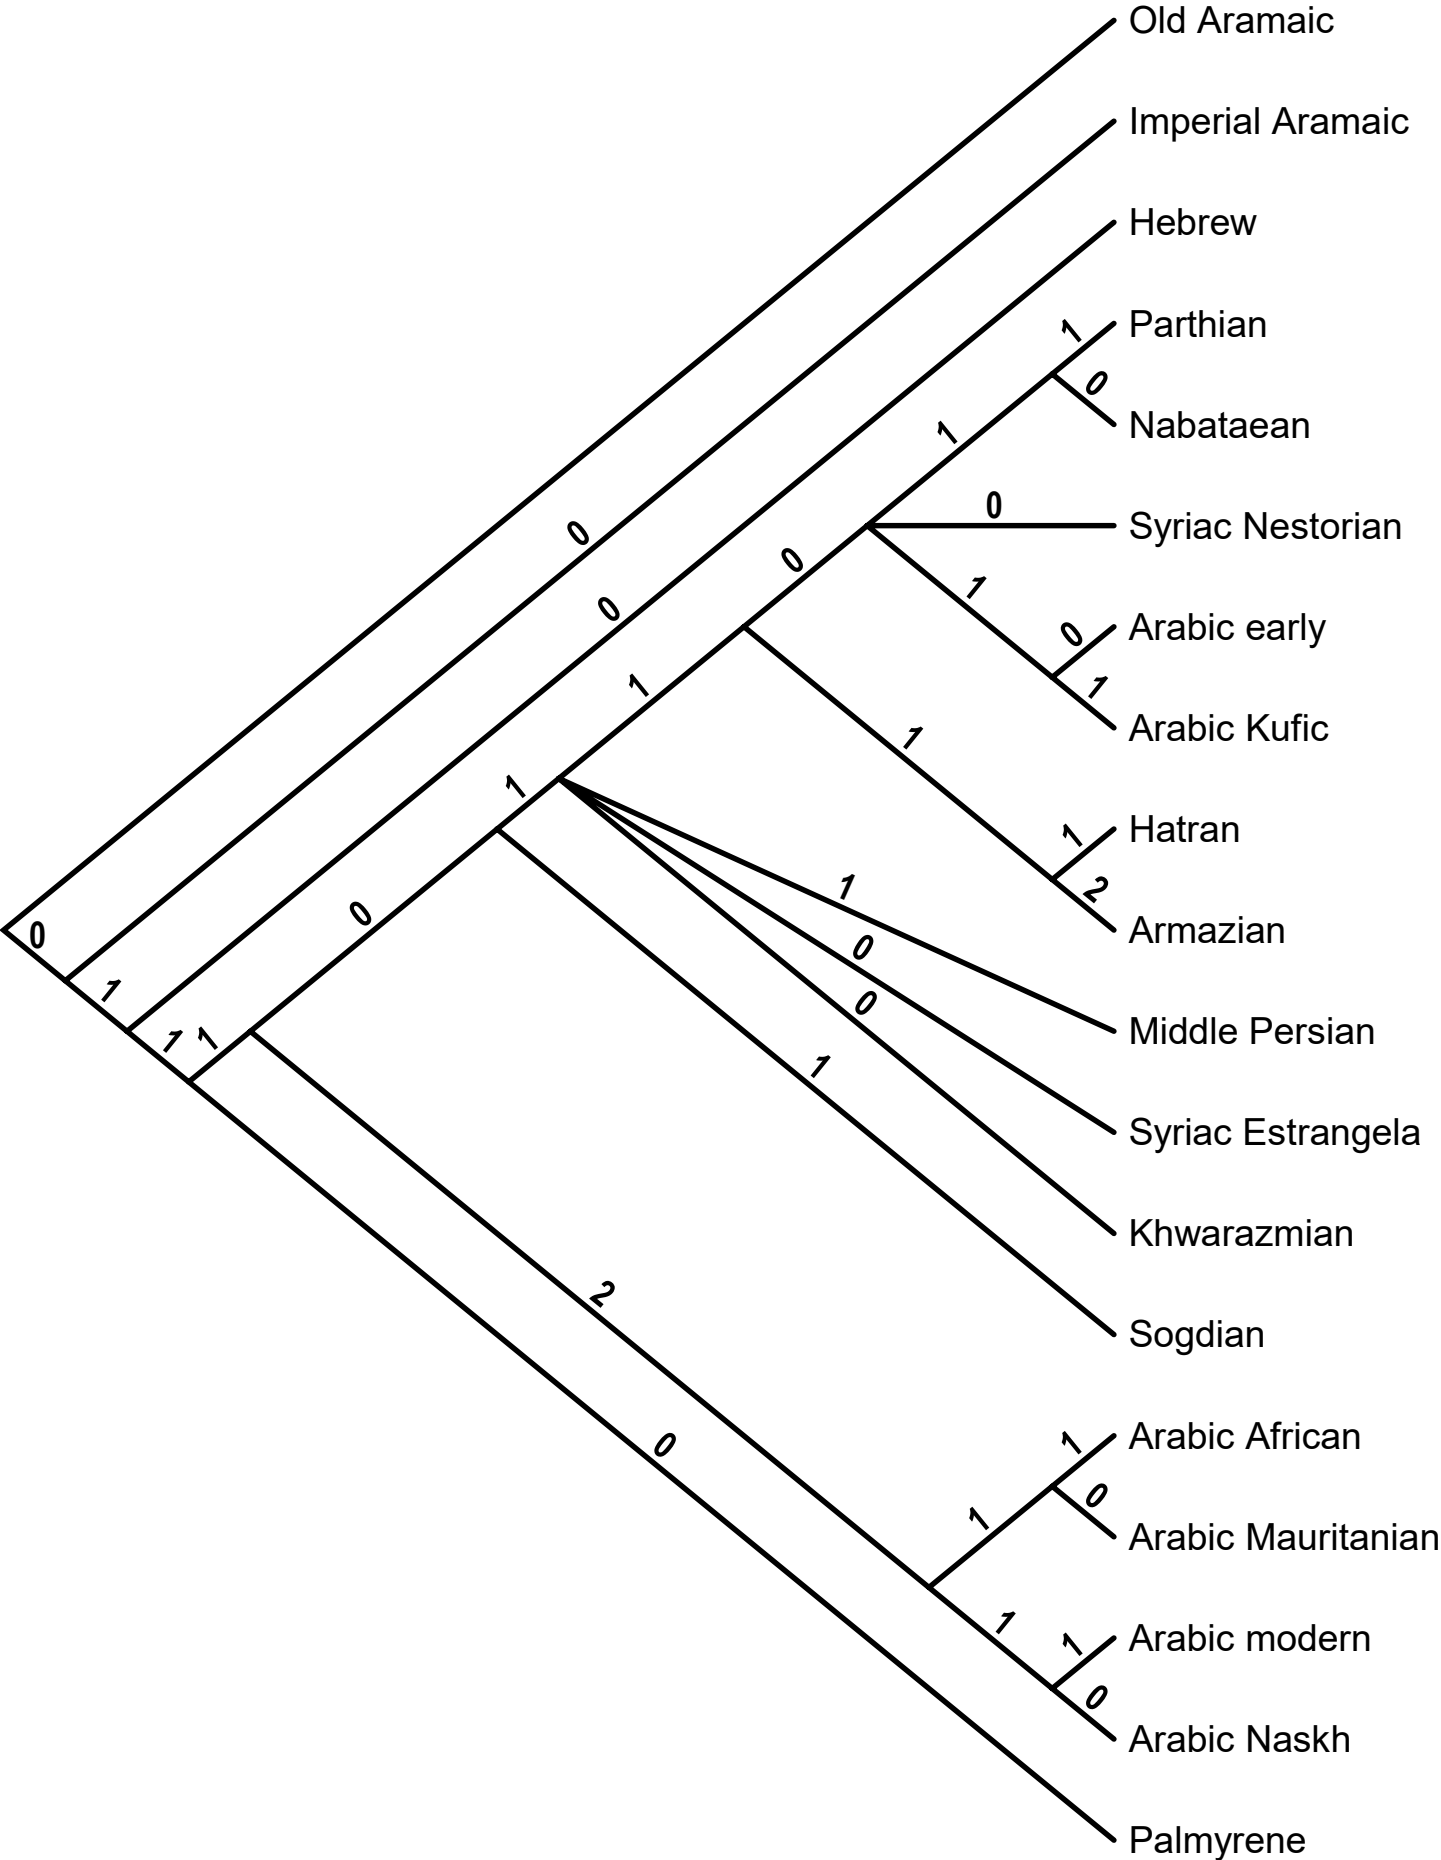 Old Aramaic
Imperial Aramaic
Hebrew
1 Parthian
0 Nabataean
1
0 Syriac Nestorian
0
0
1
0
0 Arabic early
1 Arabic Kufic
1
1
1
1 Hatran
2 Armazian
1
0
0
0
0
1 Middle Persian
1 1
1
Syriac Estrangela
Khwarazmian
2
Sogdian
0
1 Arabic African
0 Arabic Mauritanian
1
1
1 Arabic modern
0 Arabic Naskh
Palmyrene